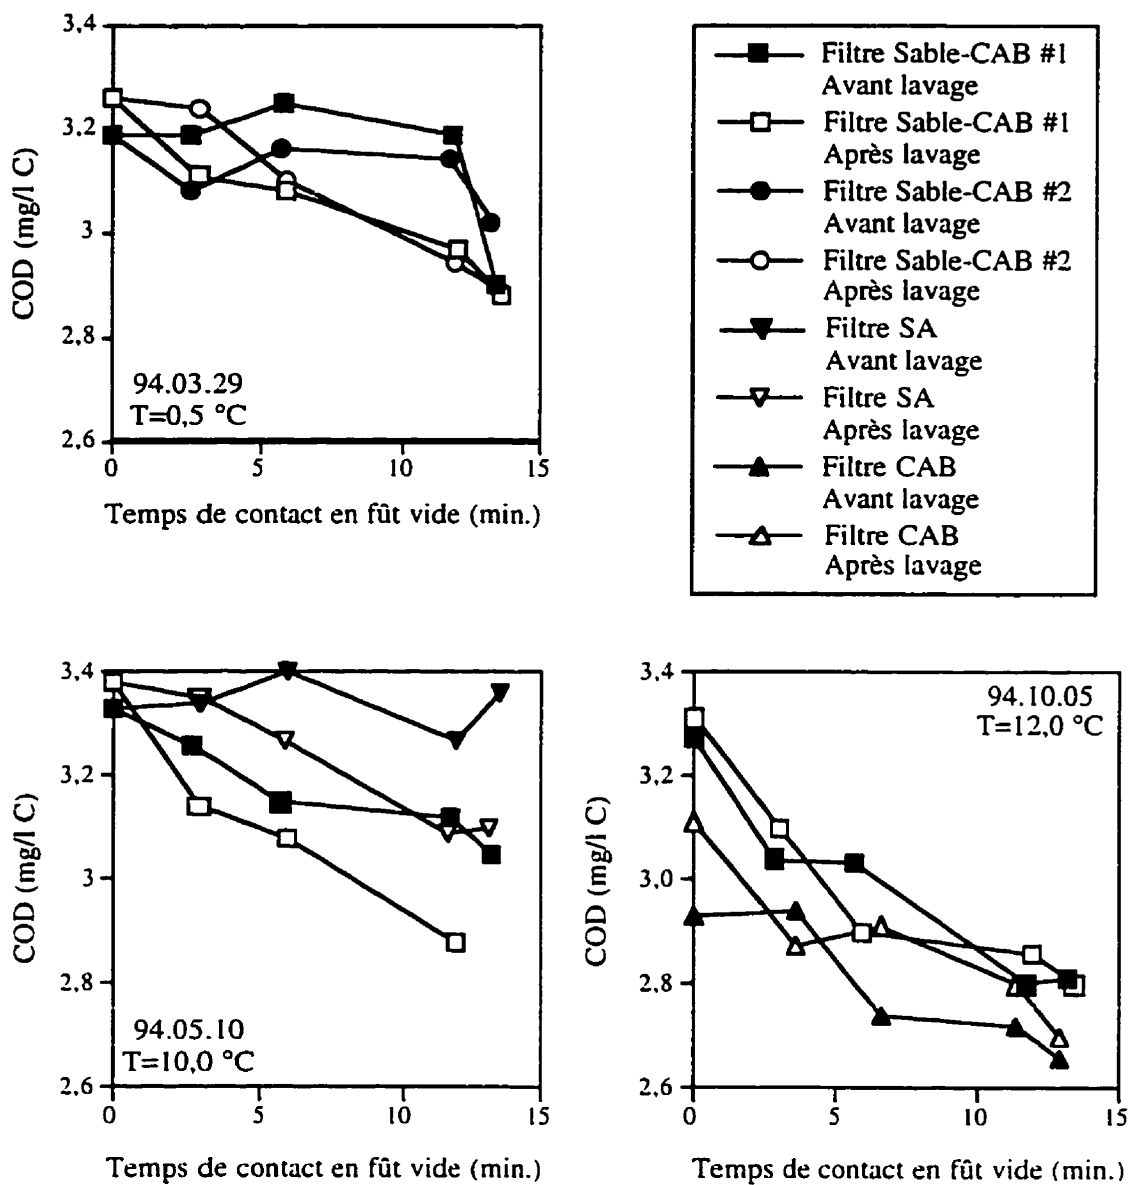 3,4
3,2
3
2,8
2,6
COD (mg/l C)
94.03.29
T=0,5 °C
0
5
10
15
Temps de contact en fût vide (min.)
Filtre Sable-CAB #1
Avant lavage
Filtre Sable-CAB #1
Après lavage
Filtre Sable-CAB #2
Avant lavage
Filtre Sable-CAB #2
Après lavage
Filtre SA
Avant lavage
Filtre SA
Après lavage
Filtre CAB
Avant lavage
Filtre CAB
Après lavage
3,4
3,2
3
2,8
2,6
COD (mg/l C)
94.05.10
T=10,0 °C
0
5
10
15
Temps de contact en fût vide (min.)
3,4
3,2
3,0
2,8
2,6
COD (mg/l C)
94.10.05
T=12,0 °C
0
5
10
15
Temps de contact en fût vide (min.)